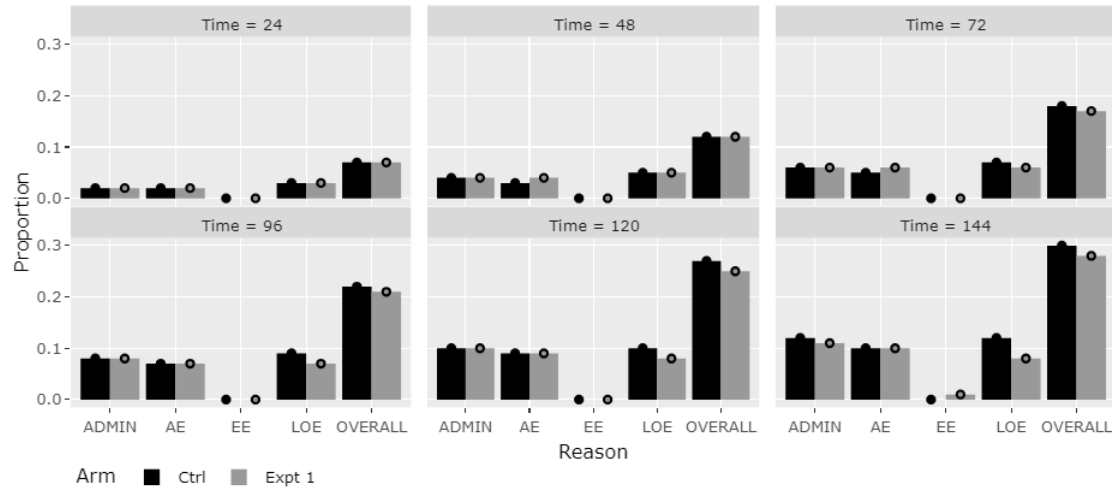 Time = 24
Time = 48
Time = 72
0.3
0.2
0.1
0.0
Time = 96
Time = 120
Time = 144
0.3
0.2
0.1
0.0
Proportion
ADMIN AE EE LOE OVERALL
ADMIN AE EE LOE OVERALL
ADMIN AE EE LOE OVERALL
Reason
Arm Ctrl Expt 1